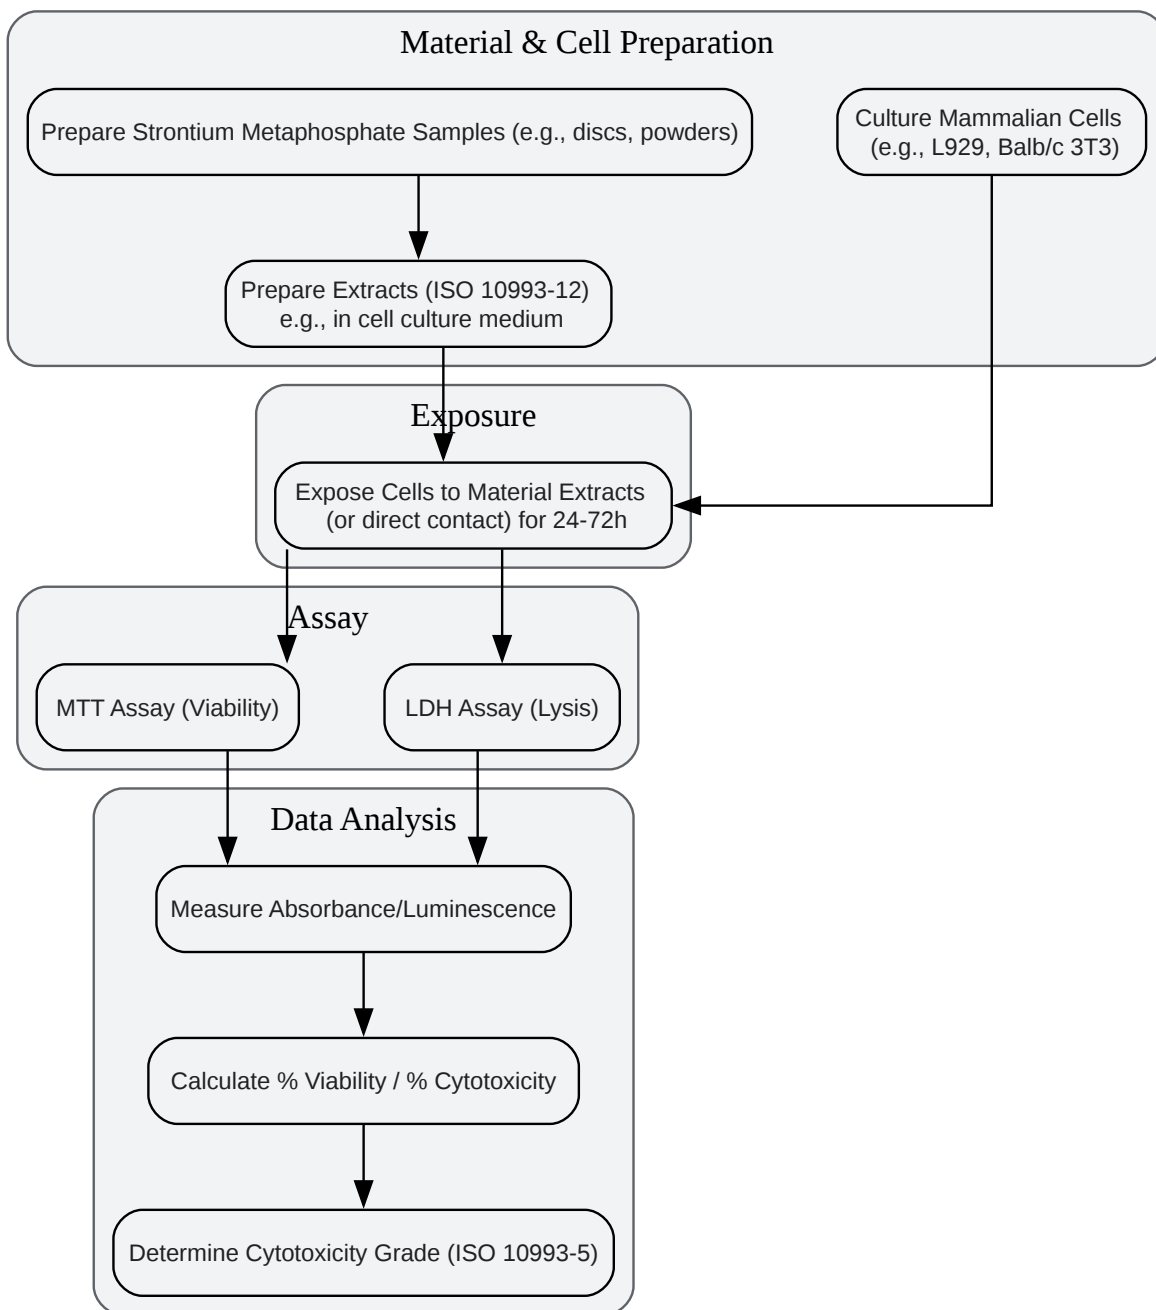 Material & Cell Preparation
Prepare Strontium Metaphosphate Samples (e.g., discs, powders)
Culture Mammalian Cells
(e.g., L929, Balb/c 3T3)
Prepare Extracts (ISO 10993-12)
e.g., in cell culture medium
Exposure
Expose Cells to Material Extracts
(or direct contact) for 24-72h
Assay
MTT Assay (Viability)
LDH Assay (Lysis)
Data Analysis
Measure Absorbance/Luminescence
Calculate % Viability / % Cytotoxicity
Determine Cytotoxicity Grade (ISO 10993-5)